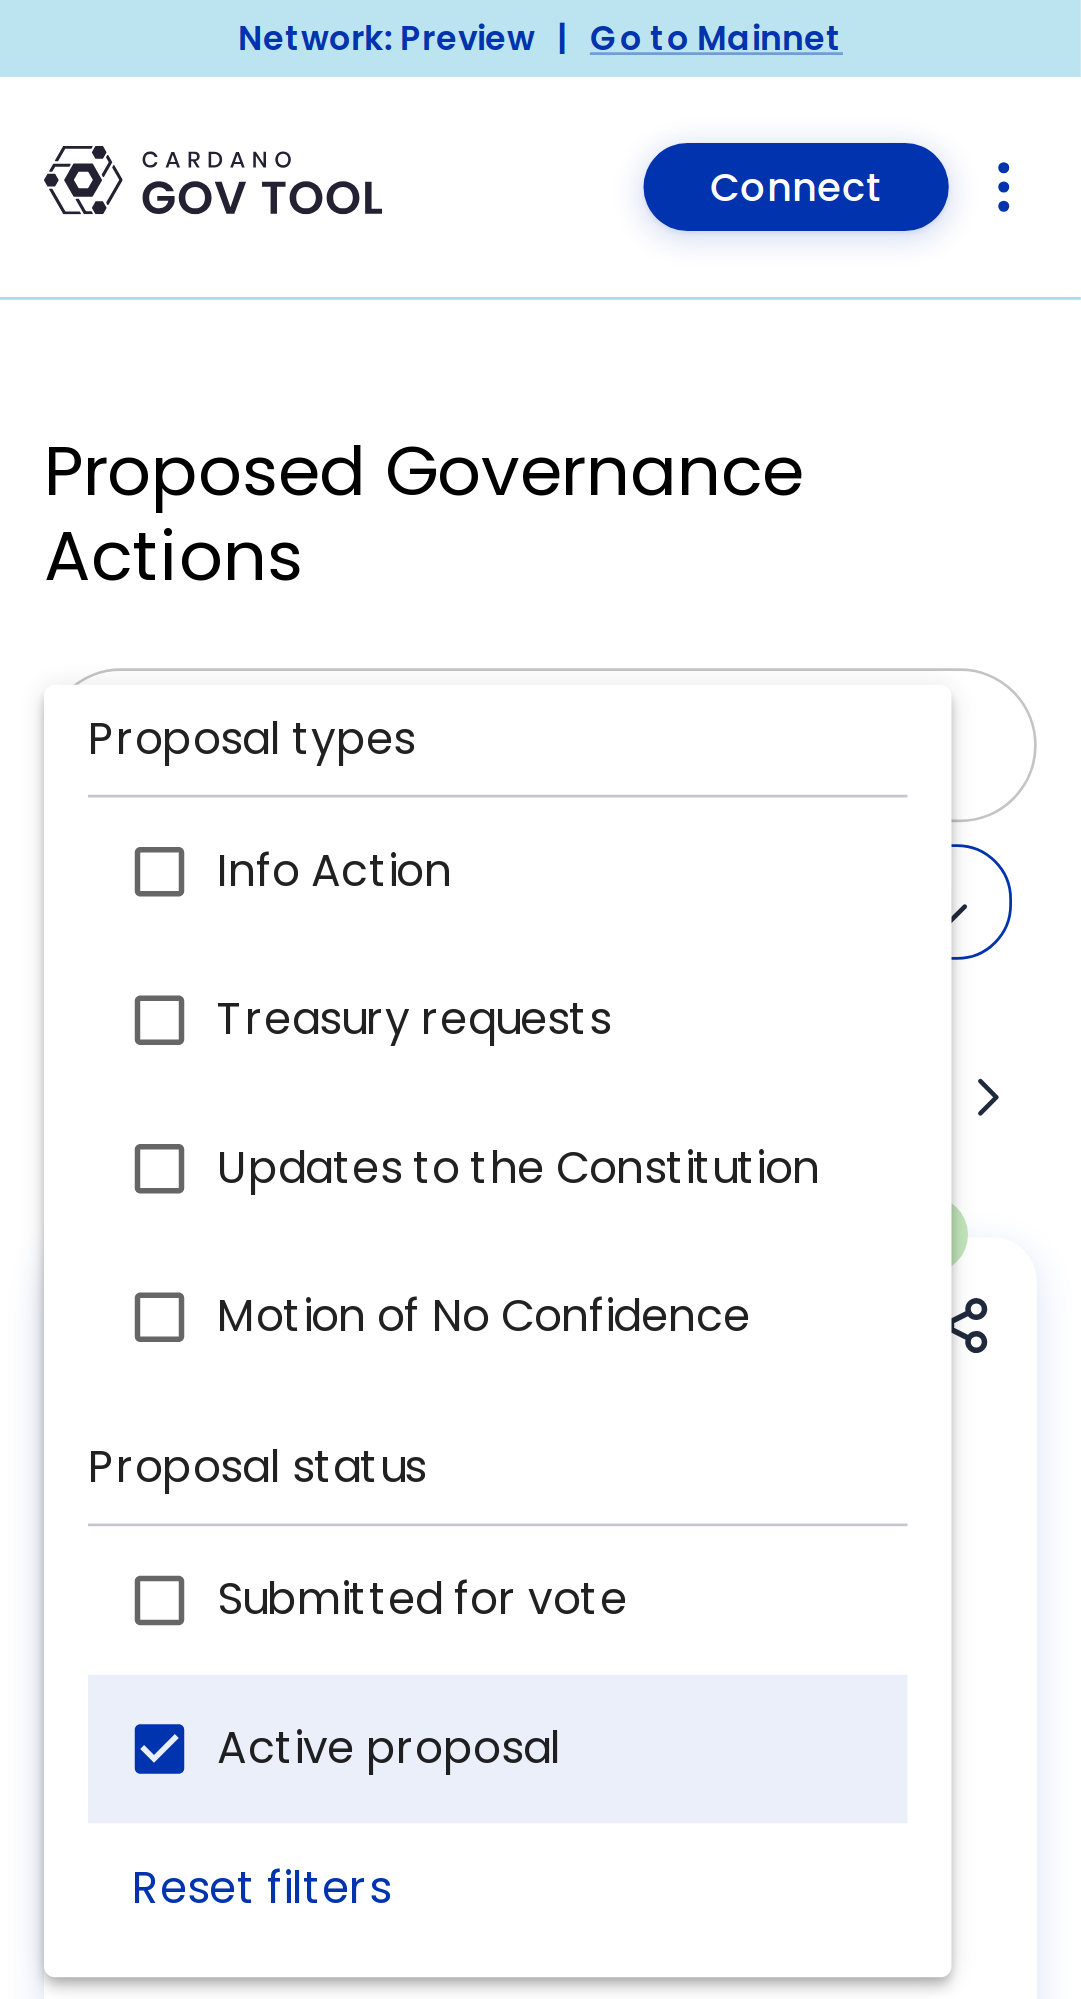 Network: Preview | Go to Mainnet
CARDANO
GOV TOOL
Connect
Proposed Governance
Actions
Proposal types
Info Action
Treasury requests
Updates to the Constitution
Motion of No Confidence
Proposal status
Submitted for vote
Active proposal
Reset filters